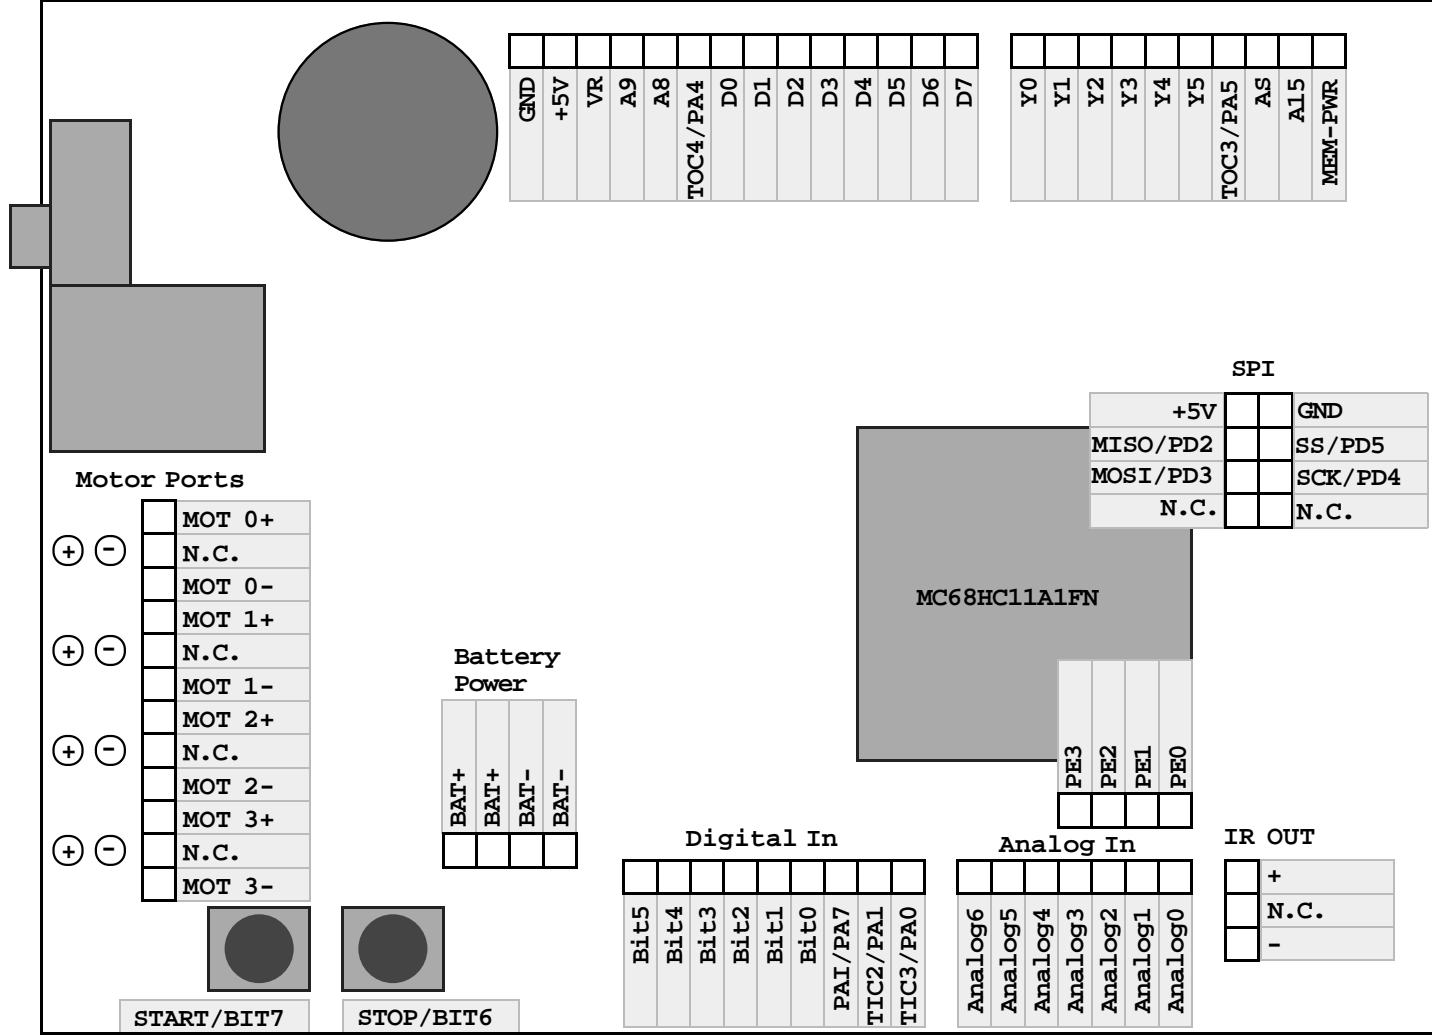 GND
+5V
VR
A9
A8
TOC4/PA4
D0
D1
D2
D3
D4
D5
D6
D7
Y0
Y1
Y2
Y3
Y4
Y5
TOC3/PA5
AS
A15
MEM-PWR
SPI
+5V GND
MISO/PD2 SS/PD5
MOSI/PD3 SCK/PD4
N.C. N.C.
MC68HC11A1FN
PE3
PE2
PE1
PE0
Motor Ports
MOT 0+
+ - N.C.
MOT 0-
MOT 1+
+ - N.C.
MOT 1-
MOT 2+
+ - N.C.
MOT 2-
MOT 3+
+ - N.C.
MOT 3-
Battery
Power
BAT+
BAT+
BAT-
BAT-
Digital In
Bit5
Bit4
Bit3
Bit2
Bit1
Bit0
PAI/PA7
TIC2/PA1
TIC3/PA0
Analog In
Analog6
Analog5
Analog4
Analog3
Analog2
Analog1
Analog0
IR OUT
+
N.C.
-
START/BIT7
STOP/BIT6